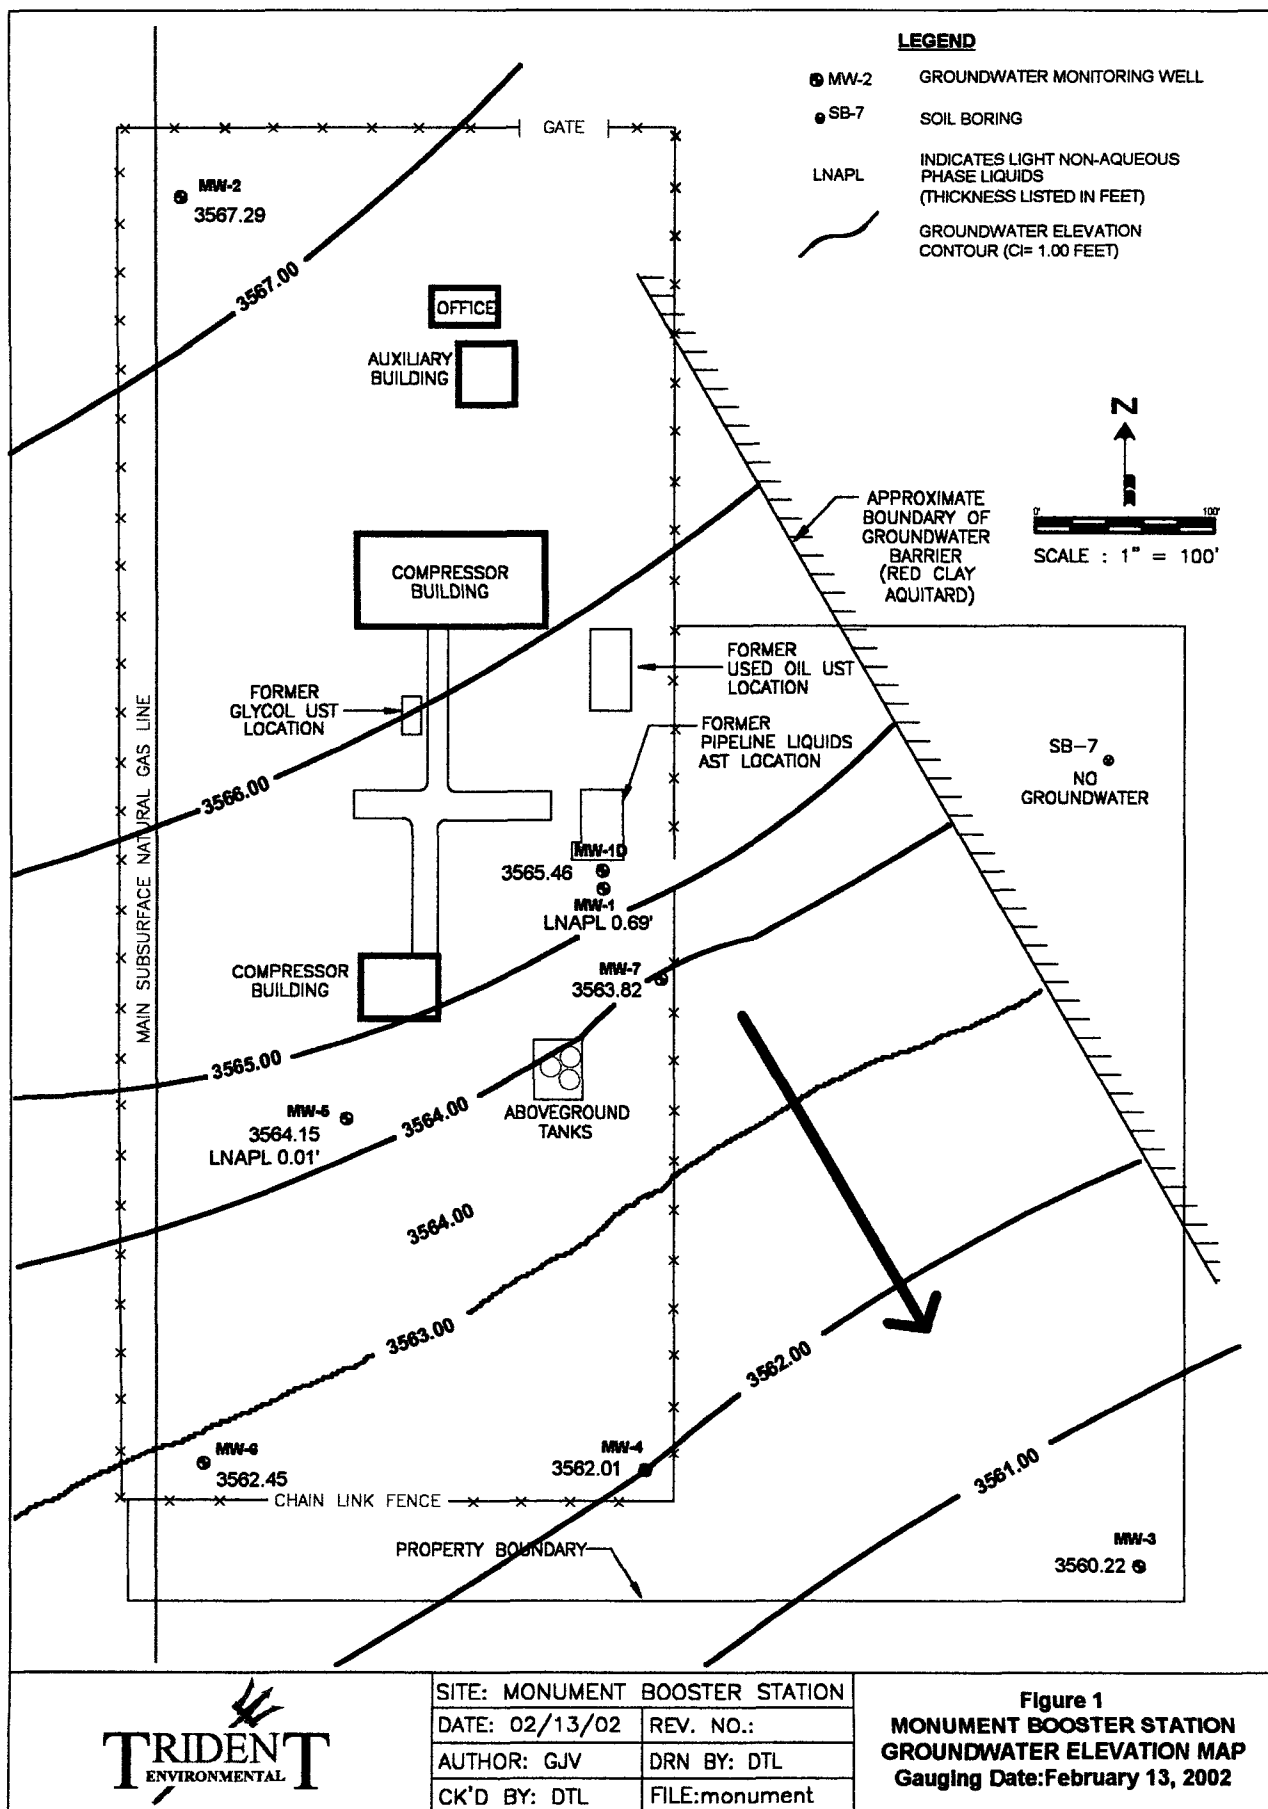 LEGEND
MW-2 GROUNDWATER MONITORING WELL
SB-7 SOIL BORING
LNAPL INDICATES LIGHT NON-AQUEOUS
PHASE LIQUIDS
(THICKNESS LISTED IN FEET)
GROUNDWATER ELEVATION
CONTOUR (CI= 1.00 FEET)
GATE
MW-2
3567.29
3567.00
OFFICE
AUXILIARY
BUILDING
N
0' 100'
SCALE : 1" = 100'
APPROXIMATE
BOUNDARY OF
GROUNDWATER
BARRIER
(RED CLAY
AQUITARD)
COMPRESSOR
BUILDING
FORMER
USED OIL UST
LOCATION
FORMER
GLYCOL UST
LOCATION
FORMER
PIPELINE LIQUIDS
AST LOCATION
SB-7
NO
GROUNDWATER
MAIN SUBSURFACE NATURAL GAS LINE
3566.00
MW-1D
3565.46
MW-1
LNAPL 0.69'
COMPRESSOR
BUILDING
MW-7
3563.82
3565.00
3564.00
ABOVEGROUND
TANKS
MW-5
3564.15
LNAPL 0.01'
3564.00
3563.00
3562.00
MW-6
3562.45
MW-4
3562.01
3561.00
CHAIN LINK FENCE
PROPERTY BOUNDARY
MW-3
3560.22
TRIDENT
ENVIRONMENTAL
SITE: MONUMENT BOOSTER STATION
DATE: 02/13/02 REV. NO.:
AUTHOR: GJV DRN BY: DTL
CK'D BY: DTL FILE:monument
Figure 1
MONUMENT BOOSTER STATION
GROUNDWATER ELEVATION MAP
Gauging Date:February 13, 2002